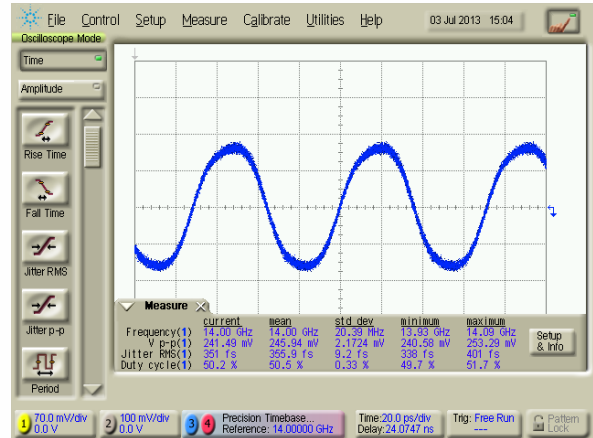 File Control Setup Measure Calibrate Utilities Help 03 Jul 2013 15:04
Oscilloscope Mode
Time
Amplitude
Rise Time
Fall Time
Jitter RMS
Jitter p-p
Period
Measure
current mean std dev minimum maximum
Frequency(1) 14.00 GHz 14.00 GHz 20.39 MHz 13.93 GHz 14.09 GHz
V p-p(1) 241.49 mV 245.94 mV 2.1724 mV 240.58 mV 253.29 mV
Jitter RMS(1) 351 fs 355.9 fs 9.2 fs 338 fs 401 fs
Duty cycle(1) 50.2 % 50.5 % 0.33 % 49.7 % 51.7 %
Setup
& Info
1 70.0 mV/div
0.0 V
2 100 mV/div
0.0 V
3 4 Precision Timebase...
Reference: 14.00000 GHz
Time:20.0 ps/div
Delay:24.0747 ns
Trig: Free Run
---
Pattern
Lock